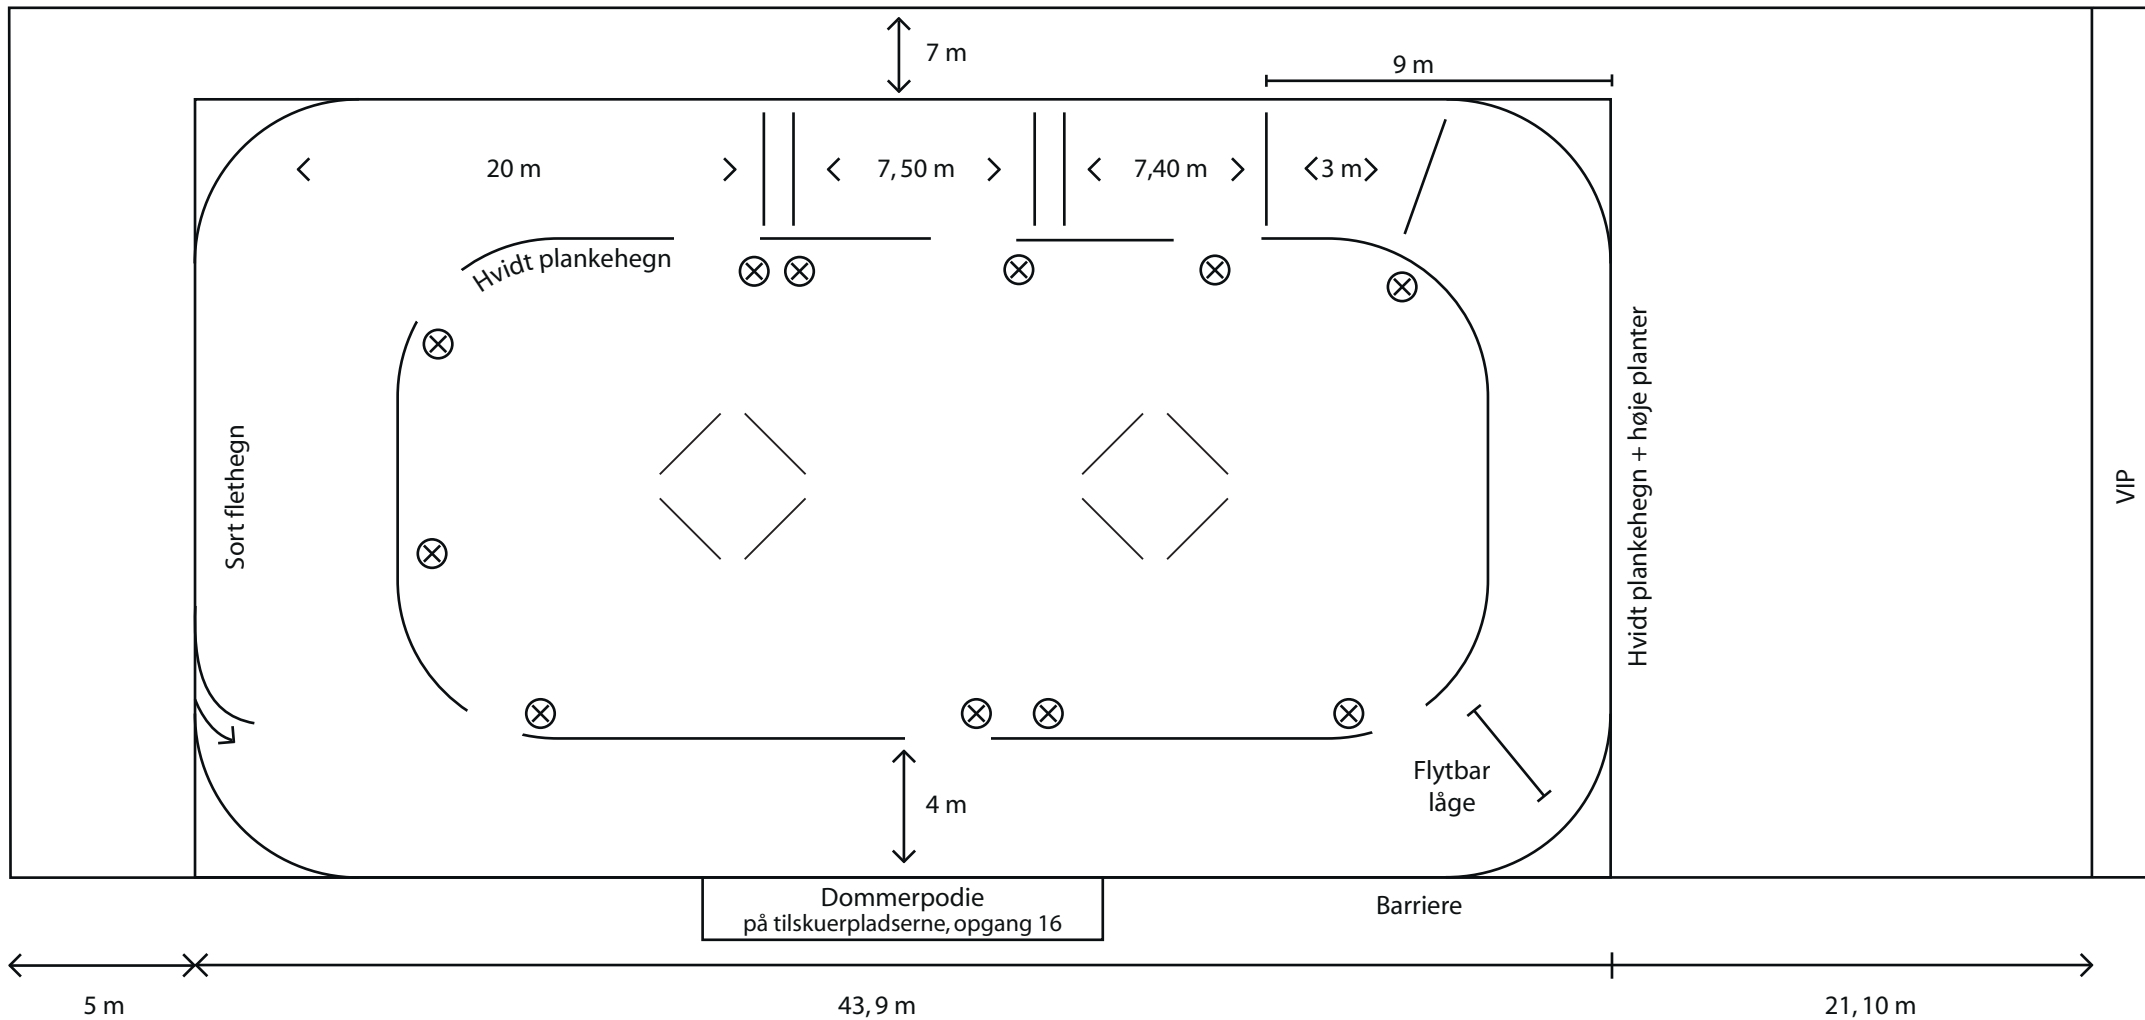 7 m
9 m
20 m
7,50 m
7,40 m
3 m
Hvidt plankehegn
Sort flethegn
Hvidt plankehegn + høje planter
VIP
Flytbar
låge
4 m
Dommerpodie
på tilskuerpladserne, opgang 16
Barriere
5 m
43,9 m
21,10 m